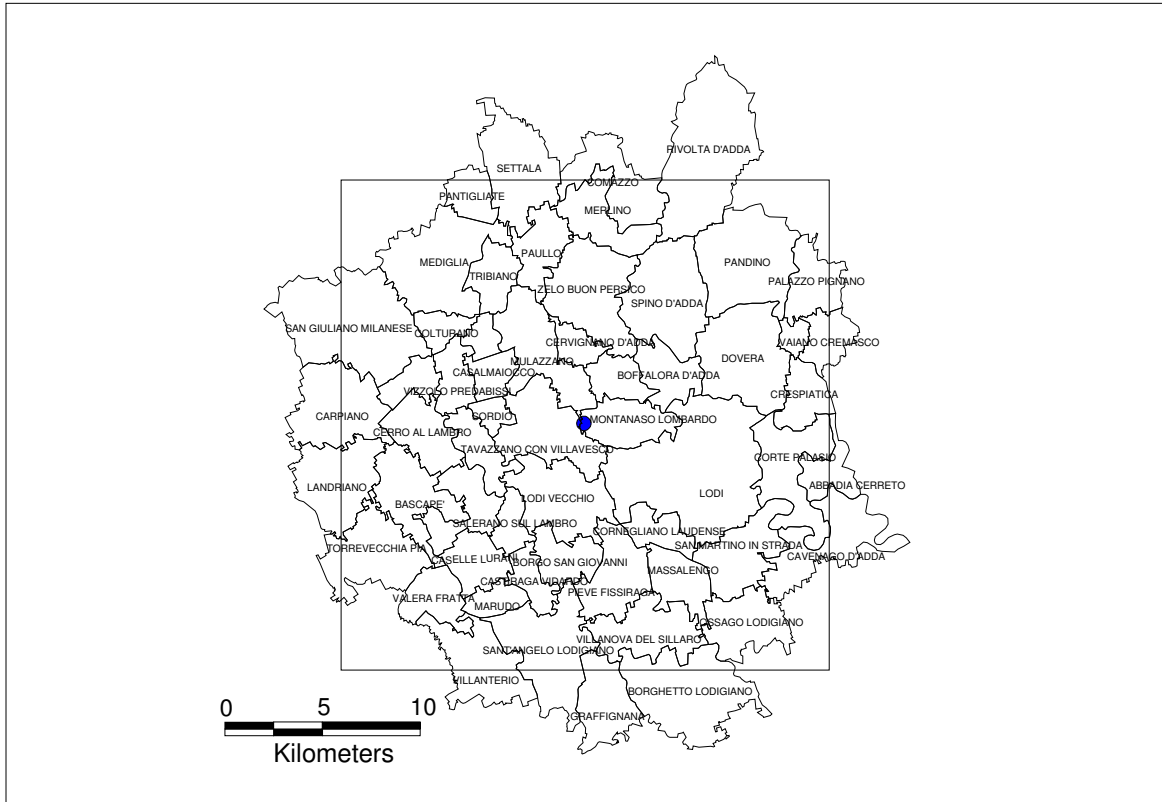 RIVOLTA D'ADDA
SETTALA
COMAZZO
PANTIGLIATE
MERLINO
PAULLO
MEDIGLIA
PANDINO
TRIBIANO
PALAZZO PIGNANO
ZELO BUON PERSICO
SPINO D'ADDA
SAN GIULIANO MILANESE
COLTURANO
CERVIGNANO D'ADDA
VAIANO CREMASCO
MULAZZANO
DOVERA
CASALMAIOCCO
BOFFALORA D'ADDA
VIZZOLO PREDABISSI
CRESPIATICA
CARPIANO
SORDIO
MONTANASO LOMBARDO
CERRO AL LAMBRO
TAVAZZANO CON VILLAVESCO
CORTE PALASIO
LANDRIANO
ABBADIA CERRETO
LODI
LODI VECCHIO
BASCAPE'
SALERANO SUL LAMBRO
CORNEGLIANO LAUDENSE
TORREVECCHIA PIA
SAN MARTINO IN STRADA
CAVENAGO D'ADDA
CASELLE LURANI
BORGO SAN GIOVANNI
MASSALENGO
CASTIRAGA VIDARDO
PIEVE FISSIRAGA
VALERA FRATTA
MARUDO
OSSAGO LODIGIANO
VILLANOVA DEL SILLARO
SANT'ANGELO LODIGIANO
VILLANTERIO
BORGHETTO LODIGIANO
GRAFFIGNANA
0 5 10
Kilometers